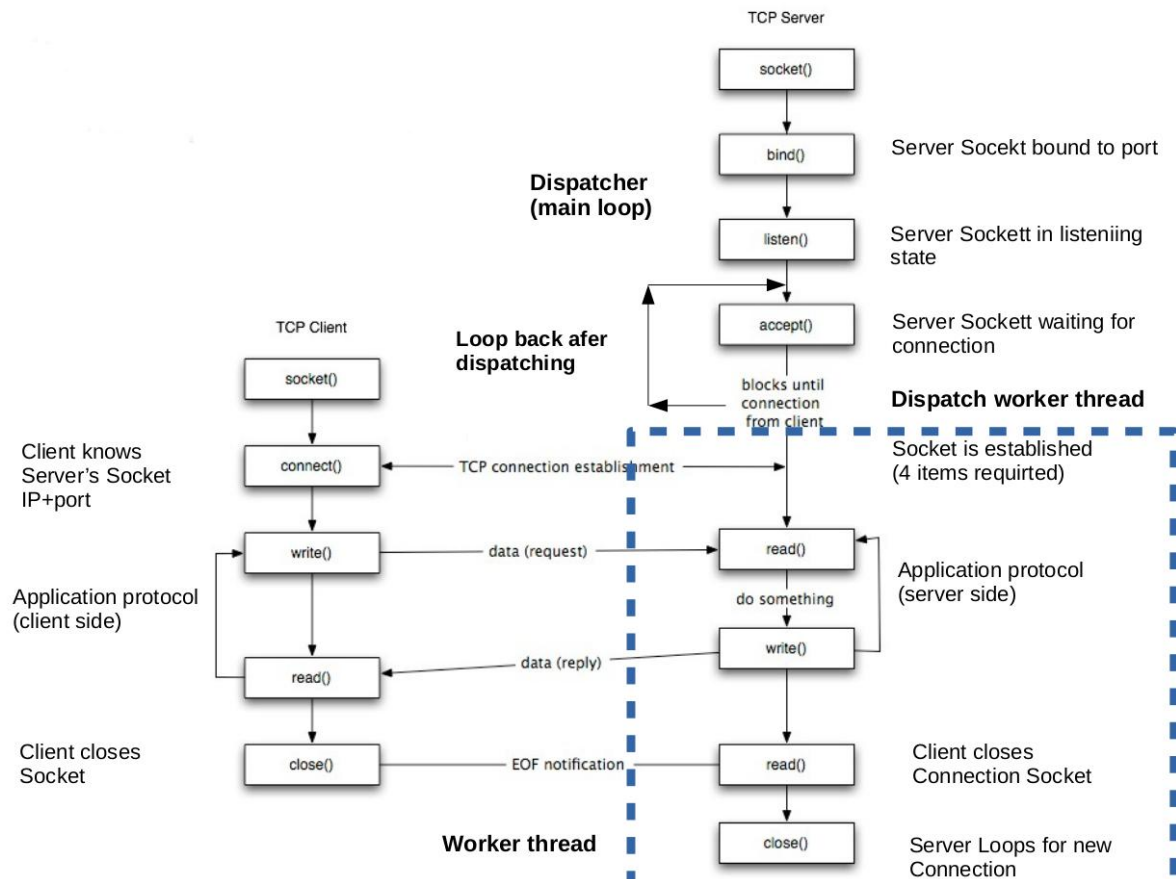 TCP Server
socket()
bind()
Server Socekt bound to port
Dispatcher
(main loop)
listen()
Server Sockett in listeniing
state
TCP Client
accept()
Server Sockett waiting for
connection
Loop back afer
dispatching
socket()
blocks until
connection
from client
Dispatch worker thread
Client knows
Server’s Socket
IP+port
connect()
TCP connection establishment
Socket is established
(4 items requirted)
write()
data (request)
read()
Application protocol
(client side)
do something
Application protocol
(server side)
write()
data (reply)
read()
Client closes
Socket
close()
EOF notification
read()
Client closes
Connection Socket
Worker thread
close()
Server Loops for new
Connection